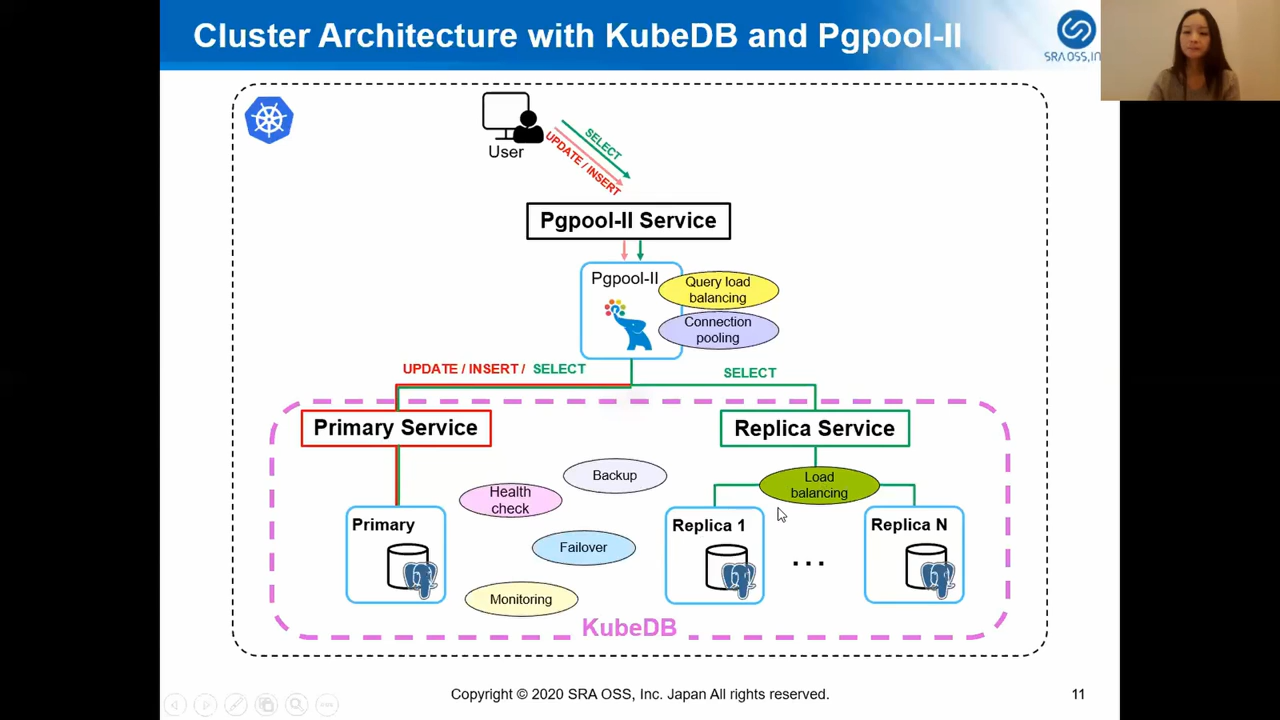 Cluster Architecture with KubeDB and Pgpool-II
SRA OSS, IN
User
SELECT
UPDATE / INSERT
Pgpool-II Service
Pgpool-II
Query load
balancing
Connection
pooling
UPDATE / INSERT / SELECT
SELECT
Primary Service
Replica Service
Backup
Load
balancing
Health
check
Primary
Replica 1
Replica N
Failover
...
Monitoring
KubeDB
Copyright © 2020 SRA OSS, Inc. Japan All rights reserved.
11